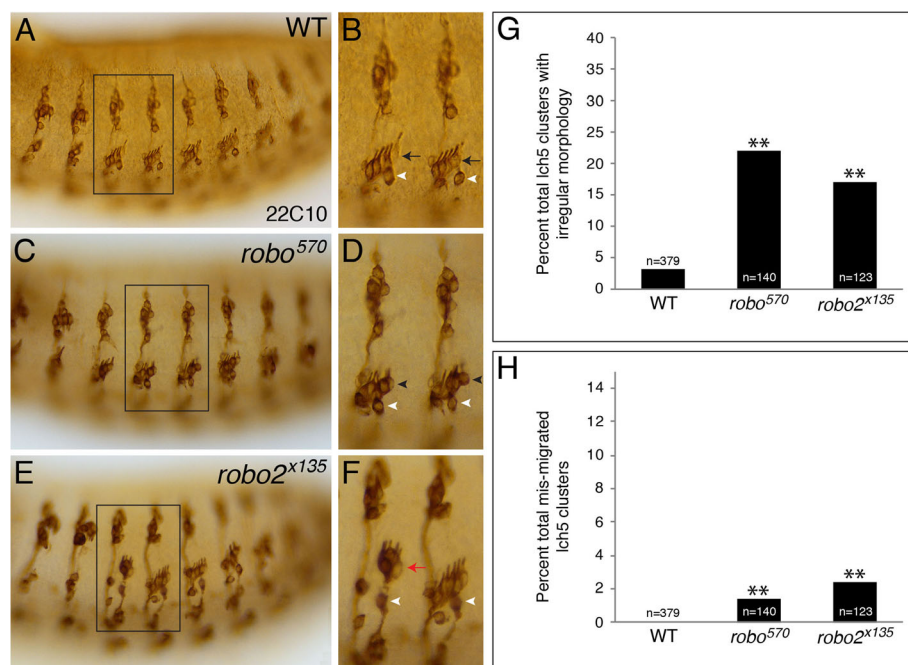 A
WT
22C10
B
C
robo⁵⁷⁰
D
E
robo2ˣ¹³⁵
F
G
Percent total lch5 clusters with
irregular morphology
40
35
30
25
20
15
10
5
0
n=379
**
n=140
**
n=123
WT
robo⁵⁷⁰
robo2ˣ¹³⁵
H
Percent total mis-migrated
lch5 clusters
14
12
10
8
6
4
2
0
n=379
**
n=140
**
n=123
WT
robo⁵⁷⁰
robo2ˣ¹³⁵